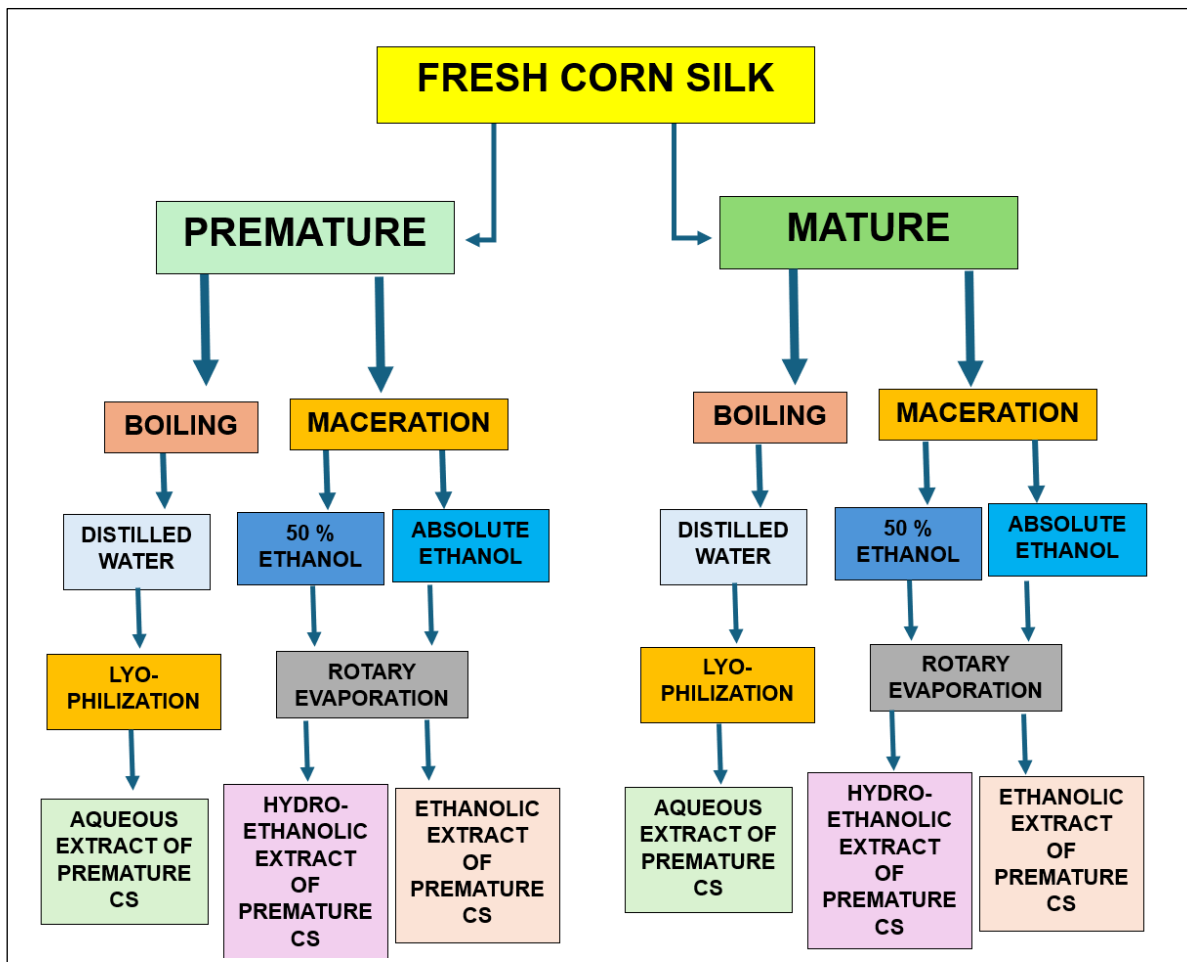 FRESH CORN SILK
PREMATURE
MATURE
BOILING
MACERATION
BOILING
MACERATION
DISTILLED
WATER
50 %
ETHANOL
ABSOLUTE
ETHANOL
DISTILLED
WATER
50 %
ETHANOL
ABSOLUTE
ETHANOL
LYO-
PHILIZATION
ROTARY
EVAPORATION
LYO-
PHILIZATION
ROTARY
EVAPORATION
AQUEOUS
EXTRACT OF
PREMATURE
CS
HYDRO-
ETHANOLIC
EXTRACT
OF
PREMATURE
CS
ETHANOLIC
EXTRACT
OF
PREMATURE
CS
AQUEOUS
EXTRACT OF
PREMATURE
CS
HYDRO-
ETHANOLIC
EXTRACT
OF
PREMATURE
CS
ETHANOLIC
EXTRACT
OF
PREMATURE
CS